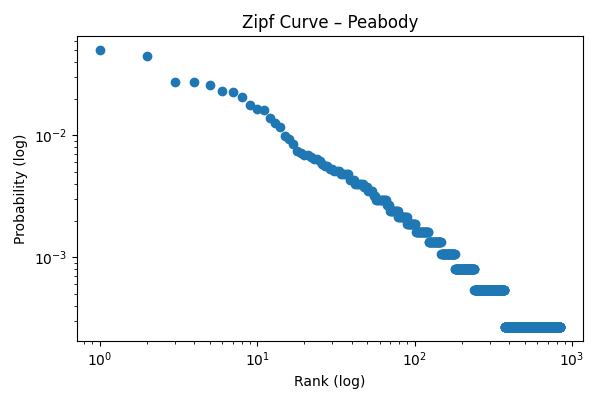 Zipf Curve – Peabody
Probability (log)
10⁻²
10⁻³
10⁰ 10¹ 10² 10³
Rank (log)